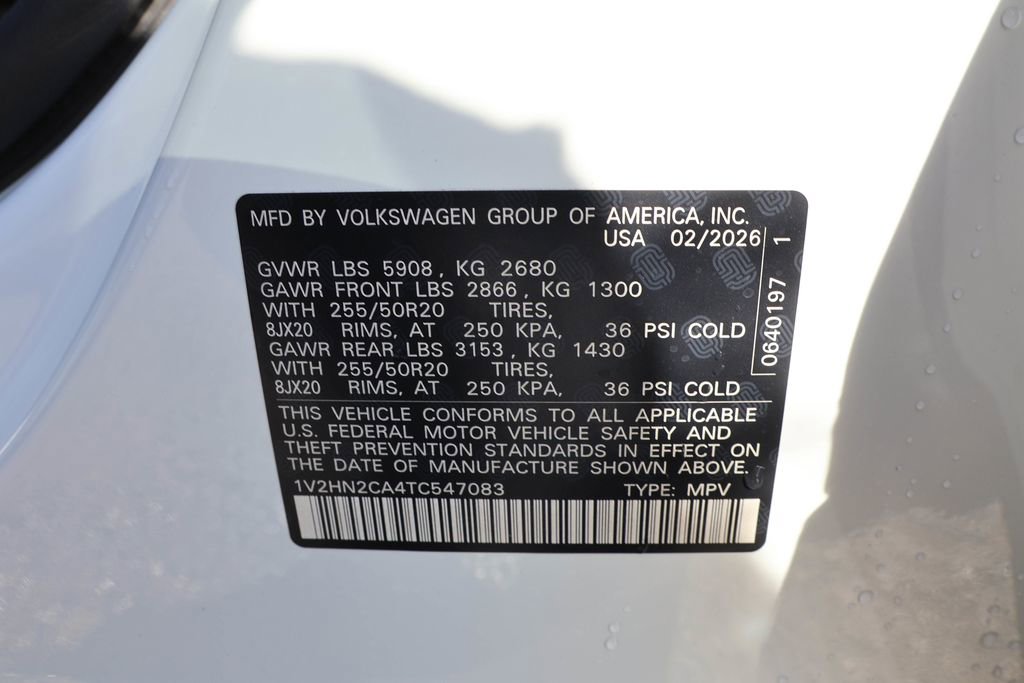 MFD BY VOLKSWAGEN GROUP OF AMERICA, INC.
USA 02/2026
GVWR LBS 5908, KG 2680
GAWR FRONT LBS 2866, KG 1300
WITH 255/50R20 TIRES,
8JX20 RIMS, AT 250 KPA, 36 PSI COLD
GAWR REAR LBS 3153, KG 1430
WITH 255/50R20 TIRES,
8JX20 RIMS, AT 250 KPA, 36 PSI COLD
0640197 1
THIS VEHICLE CONFORMS TO ALL APPLICABLE
U.S. FEDERAL MOTOR VEHICLE SAFETY AND
THEFT PREVENTION STANDARDS IN EFFECT ON
THE DATE OF MANUFACTURE SHOWN ABOVE.
1V2HN2CA4TC547083 TYPE: MPV